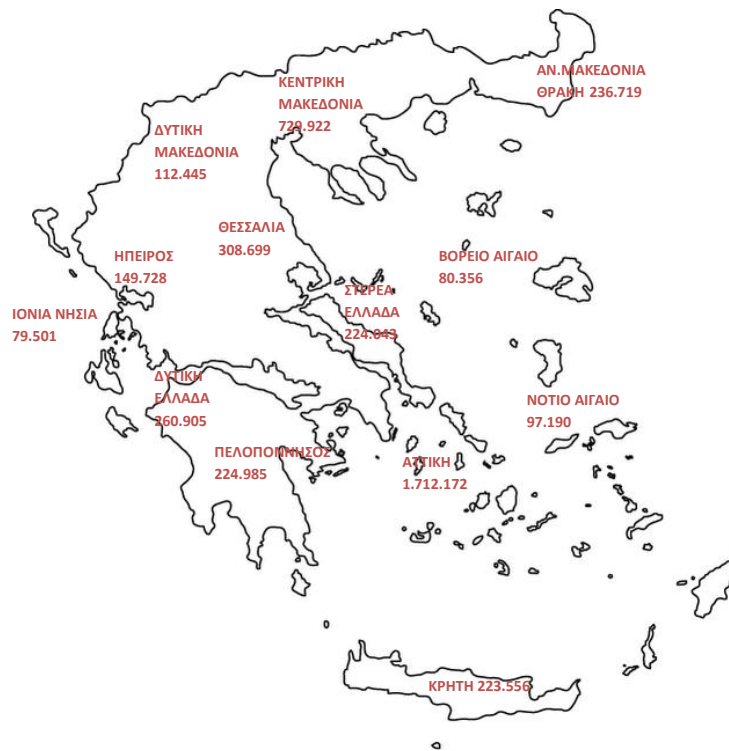 ΑΝ.ΜΑΚΕΔΟΝΙΑ
ΘΡΑΚΗ 236.719
ΚΕΝΤΡΙΚΗ
ΜΑΚΕΔΟΝΙΑ
729.922
ΔΥΤΙΚΗ
ΜΑΚΕΔΟΝΙΑ
112.445
ΘΕΣΣΑΛΙΑ
308.699
ΗΠΕΙΡΟΣ
149.728
ΒΟΡΕΙΟ ΑΙΓΑΙΟ
80.356
ΣΤΕΡΕΑ
ΕΛΛΑΔΑ
224.643
ΙΟΝΙΑ ΝΗΣΙΑ
79.501
ΔΥΤΙΚΗ
ΕΛΛΑΔΑ
260.905
ΝΟΤΙΟ ΑΙΓΑΙΟ
97.190
ΠΕΛΟΠΟΝΝΗΣΟΣ
224.985
ΑΤΤΙΚΗ
1.712.172
ΚΡΗΤΗ 223.556